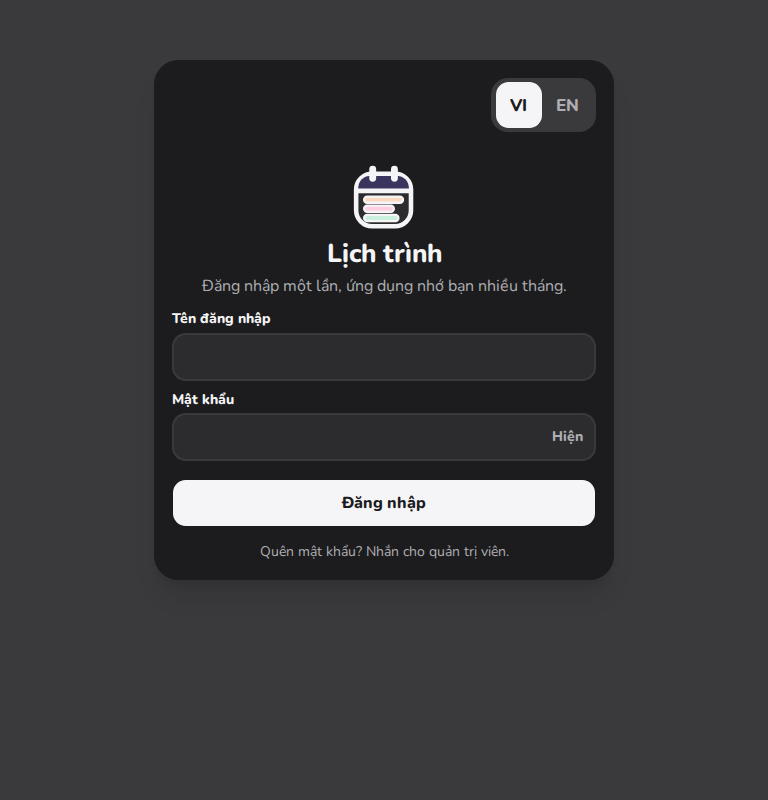 VI EN
Lịch trình
Đăng nhập một lần, ứng dụng nhớ bạn nhiều tháng.
Tên đăng nhập
Mật khẩu
Hiện
Đăng nhập
Quên mật khẩu? Nhắn cho quản trị viên.